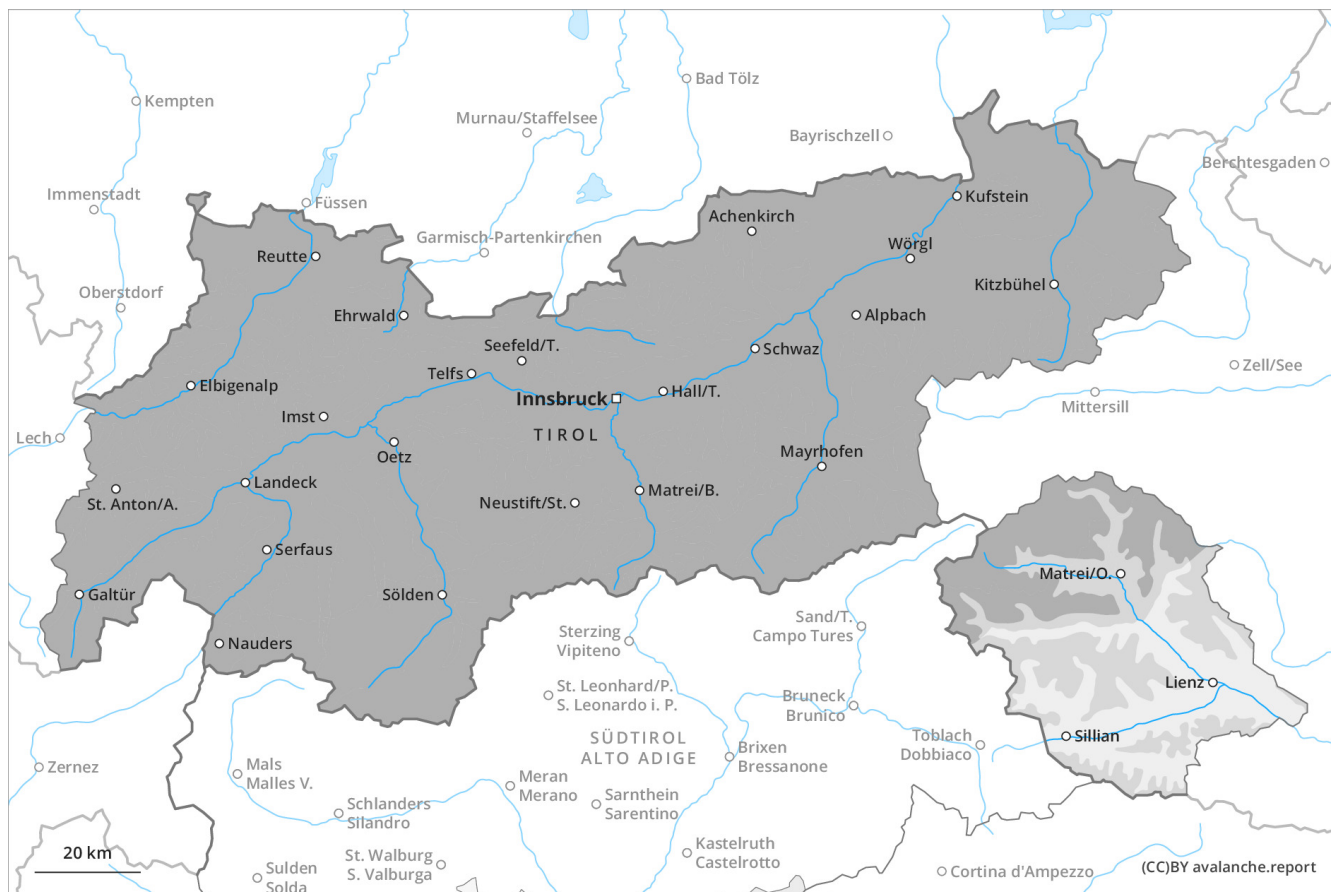 Bad Tölz
Kempten
Murnau/Staffelsee
Bayrischzell
Berchtesgaden
Immenstadt
Füssen
Kufstein
Achenkirch
Garmisch-Partenkirchen
Wörgl
Reutte
Kitzbühel
Oberstdorf
Ehrwald
Alpbach
Seefeld/T.
Schwaz
Zell/See
Telfs
Elbigenalp
Hall/T.
Innsbruck
Mittersill
Imst
TIROL
Lech
Oetz
Mayrhofen
Landeck
St. Anton/A.
Neustift/St.
Matrei/B.
Serfaus
Matrei/O.
Galtür
Sölden
Sand/T.
Campo Tures
Sterzing
Vipiteno
Nauders
Lienz
St. Leonhard/P.
S. Leonardo i. P.
Bruneck
Brunico
Sillian
SÜDTIROL
ALTO ADIGE
Toblach
Dobbiaco
Brixen
Bressanone
Zernez
Mals
Malles V.
Meran
Merano
Sarnthein
Sarentino
Schlanders
Silandro
Kastelruth
Castelrotto
20 km
St. Walburg
S. Valburga
Sulden
Solda
Cortina d'Ampezzo
(CC)BY avalanche.report